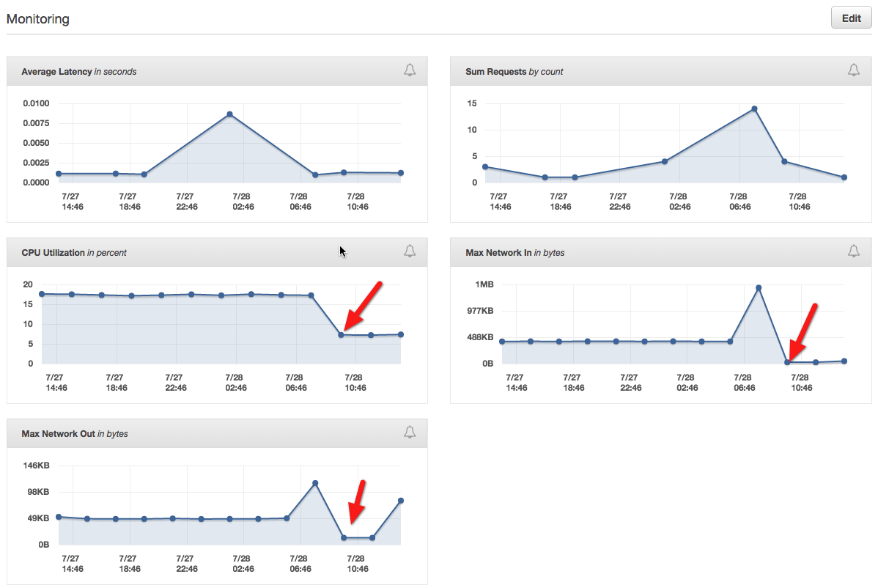 Monitoring
Edit
Average Latency in seconds
0.0100
0.0075
0.0050
0.0025
0.0000
7/27 7/27 7/27 7/28 7/28 7/28
14:46 18:46 22:46 02:46 06:46 10:46
Sum Requests by count
15
10
5
0
7/27 7/27 7/27 7/28 7/28 7/28
14:46 18:46 22:46 02:46 06:46 10:46
CPU Utilization in percent
20
15
10
5
0
7/27 7/27 7/27 7/28 7/28 7/28
14:46 18:46 22:46 02:46 06:46 10:46
Max Network In in bytes
1MB
977KB
488KB
0B
7/27 7/27 7/27 7/28 7/28 7/28
14:46 18:46 22:46 02:46 06:46 10:46
Max Network Out in bytes
146KB
98KB
49KB
0B
7/27 7/27 7/27 7/28 7/28 7/28
14:46 18:46 22:46 02:46 06:46 10:46